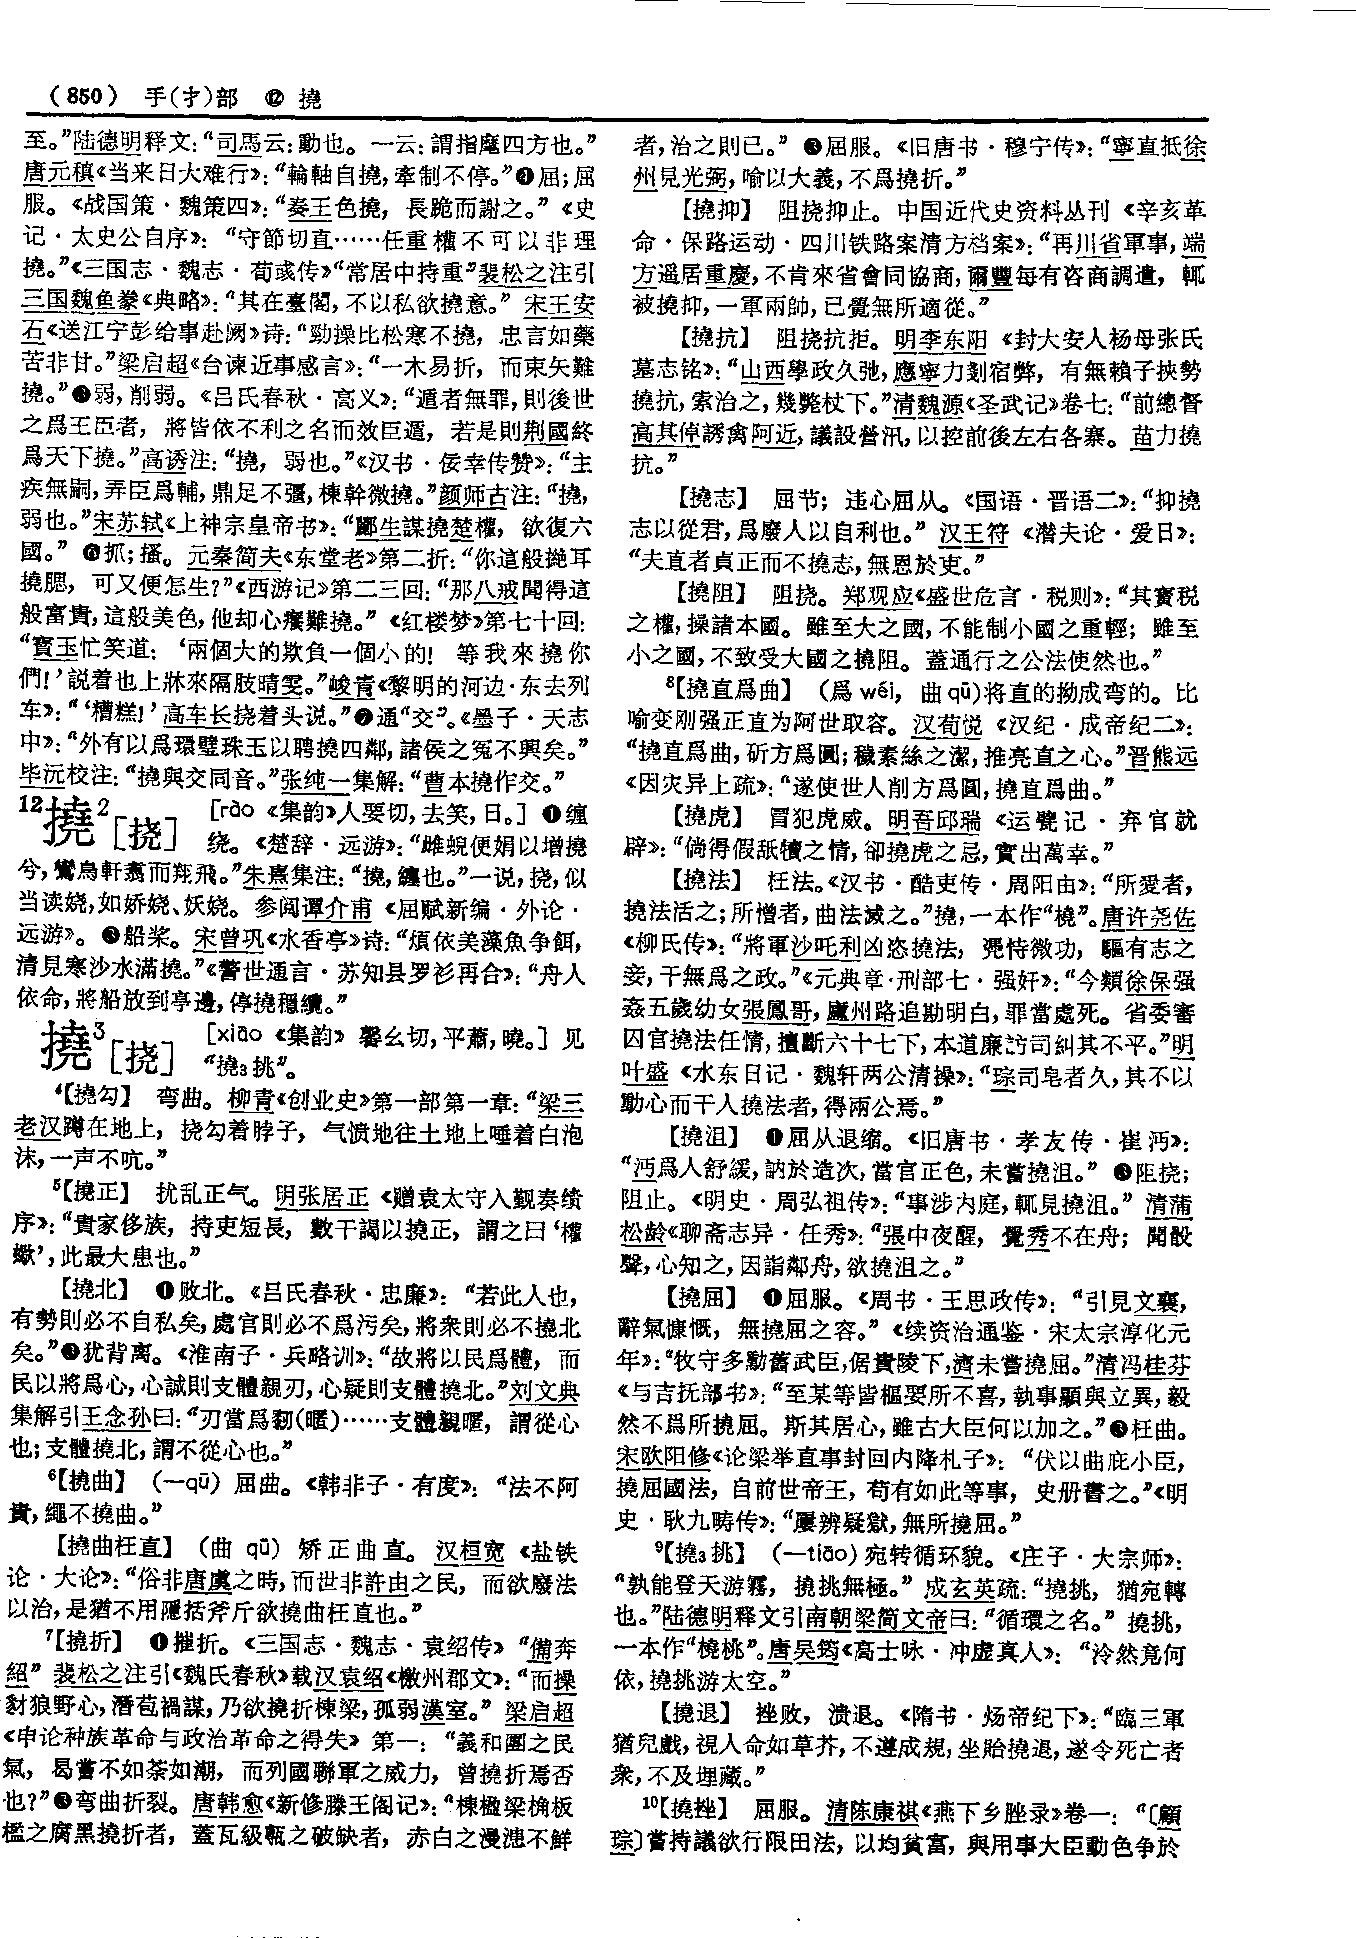 (850) 手(扌)部 ⑫ 撓
至。”陆德明释文:“司馬云:動也。一云:謂指麾四方也。”
唐元稹《当来日大难行》:“輪軸自撓,牽制不停。”❹屈;屈
服。《战国策·魏策四》:“秦王色撓,長跪而謝之。”《史
记·太史公自序》:“守節切直……任重權不可以非理
撓。”《三国志·魏志·荀彧传》“常居中持重”裴松之注引
三国魏鱼豢《典略》:“其在臺閣,不以私欲撓意。”宋王安
石《送江宁彭给事赴阙》诗:“勁操比松寒不撓,忠言如藥
苦非甘。”梁启超《台谏近事感言》:“一木易折,而束矢難
撓。”❺弱,削弱。《吕氏春秋·高义》:“遁者無罪,則後世
之爲王臣者,將皆依不利之名而效臣遁,若是則荆國終
爲天下撓。”高诱注:“撓,弱也。”《汉书·佞幸传赞》:“主
疾無嗣,弄臣爲輔,鼎足不彊,棟幹微撓。”颜师古注:“撓,
弱也。”宋苏轼《上神宗皇帝书》:“酈生謀撓楚權,欲復六
國。”❻抓;搔。元秦简夫《东堂老》第二折:“你這般撧耳
撓腮,可又便怎生?”《西游记》第二三回:“那八戒聞得這
般富貴,這般美色,他却心癢難撓。”《红楼梦》第七十回:
“寶玉忙笑道:‘兩個大的欺負一個小的!等我來撓你
們!’説着也上牀來隔肢晴雯。”峻青《黎明的河边·东去列
车》:“‘糟糕!’高车长挠着头说。”❼通“交”。《墨子·天志
中》:“外有以爲環璧珠玉以聘撓四鄰,諸侯之冤不興矣。”
毕沅校注:“撓與交同音。”张纯一集解:“曹本撓作交。”
12撓2[挠] [rào《集韵》人要切,去笑,日。]❶缠
绕。《楚辞·远游》:“雌蜺便娟以增撓
兮,鸞鳥軒翥而翔飛。”朱熹集注:“撓,纏也。”一说,挠,似
当读娆,如娇娆、妖娆。参阅谭介甫《屈赋新编·外论·
远游》。❷船桨。宋曾巩《水香亭》诗:“煩依美藻魚争餌,
清見寒沙水滿撓。”《警世通言·苏知县罗衫再合》:“舟人
依命,將船放到亭邊,停撓穩纜。”
撓3[挠] [xiāo《集韵》馨幺切,平蕭,曉。]见
“撓3挑”。
4【撓勾】 弯曲。柳青《创业史》第一部第一章:“梁三
老汉蹲在地上,挠勾着脖子,气愤地往土地上唾着白泡
沫,一声不吭。”
5【撓正】 扰乱正气。明张居正《赠袁太守入觐奏绩
序》:“貴家侈族,持吏短長,數干謁以撓正,謂之曰‘權
蠍’,此最大患也。”
【撓北】 ❶败北。《吕氏春秋·忠廉》:“若此人也,
有勢則必不自私矣,處官則必不爲污矣,將衆則必不撓北
矣。”❷犹背离。《淮南子·兵略训》:“故將以民爲體,而
民以將爲心,心誠則支體親刃,心疑則支體撓北。”刘文典
集解引王念孙曰:“刃當爲㓞(暱)……支體親暱,謂從心
也;支體撓北,謂不從心也。”
6【撓曲】 (一qū)屈曲。《韩非子·有度》:“法不阿
貴,繩不撓曲。”
【撓曲枉直】 (曲 qū)矫正曲直。汉桓宽《盐铁
论·大论》:“俗非唐虞之時,而世非許由之民,而欲廢法
以治,是猶不用隱括斧斤欲撓曲枉直也。”
7【撓折】 ❶摧折。《三国志·魏志·袁绍传》“備奔
紹”裴松之注引《魏氏春秋》载汉袁绍《檄州郡文》:“而操
豺狼野心,潛苞禍謀,乃欲撓折棟梁,孤弱漢室。”梁启超
《申论种族革命与政治革命之得失》第一:“義和團之民
氣,曷嘗不如荼如潮,而列國聯軍之威力,曾撓折焉否
也?”❷弯曲折裂。唐韩愈《新修滕王阁记》:“棟楹梁桷板
檻之腐黑撓折者,蓋瓦級甎之破缺者,赤白之漫漶不鮮
者,治之則已。”❸屈服。《旧唐书·穆宁传》:“寧直抵徐
州見光弼,喻以大義,不爲撓折。”
【撓抑】 阻挠抑止。中国近代史资料丛刊《辛亥革
命·保路运动·四川铁路案清方档案》:“再川省軍事,端
方遥居重慶,不肯來省會同協商,爾豐每有咨商調遣,輒
被撓抑,一軍兩帥,已覺無所適從。”
【撓抗】 阻挠抗拒。明李东阳《封大安人杨母张氏
墓志铭》:“山西學政久弛,應寧力剗宿弊,有無賴子挾勢
撓抗,索治之,幾斃杖下。”清魏源《圣武记》卷七:“前總督
高其倬誘禽阿近,議設營汛,以控前後左右各寨。苗力撓
抗。”
【撓志】 屈节;违心屈从。《国语·晋语二》:“抑撓
志以從君,爲廢人以自利也。”汉王符《潜夫论·爱日》:
“夫直者貞正而不撓志,無恩於吏。”
【撓阻】 阻挠。郑观应《盛世危言·税则》:“其實税
之權,操諸本國。雖至大之國,不能制小國之重輕;雖至
小之國,不致受大國之撓阻。蓋通行之公法使然也。”
8【撓直爲曲】 (爲 wéi,曲 qū)将直的拗成弯的。比
喻变刚强正直为阿世取容。汉荀悦《汉纪·成帝纪二》:
“撓直爲曲,斫方爲圓;穢素絲之潔,推亮直之心。”晋熊远
《因灾异上疏》:“遂使世人削方爲圓,撓直爲曲。”
【撓虎】 冒犯虎威。明吾邱瑞《运甓记·弃官就
辟》:“倘得假舐犢之情,卻撓虎之忌,實出萬幸。”
【撓法】 枉法。《汉书·酷吏传·周阳由》:“所愛者,
撓法活之;所憎者,曲法滅之。”撓,一本作“橈”。唐许尧佐
《柳氏传》:“將軍沙吒利凶恣撓法,凴恃微功,驅有志之
妾,干無爲之政。”《元典章·刑部七·强奸》:“今類徐保强
姦五歲幼女張鳳哥,廬州路追勘明白,罪當處死。省委審
囚官撓法任情,擅斷六十七下,本道廉訪司糾其不平。”明
叶盛《水东日记·魏轩两公清操》:“琮司皂者久,其不以
動心而干人撓法者,得兩公焉。”
【撓沮】 ❶屈从退缩。《旧唐书·孝友传·崔沔》:
“沔爲人舒緩,訥於造次,當官正色,未嘗撓沮。”❷阻挠;
阻止。《明史·周弘祖传》:“事涉内庭,輒見撓沮。”清蒲
松龄《聊斋志异·任秀》:“張中夜醒,覺秀不在舟;聞骰
聲,心知之,因詣鄰舟,欲撓沮之。”
【撓屈】 ❶屈服。《周书·王思政传》:“引見文襄,
辭氣慷慨,無撓屈之容。”《续资治通鉴·宋太宗淳化元
年》:“牧守多勳舊武臣,倨貴陵下,濟未嘗撓屈。”清冯桂芬
《与吉抚部书》:“至某等皆樞要所不喜,執事顯與立異,毅
然不爲所撓屈。斯其居心,雖古大臣何以加之。”❷枉曲。
宋欧阳修《论梁举直事封回内降札子》:“伏以曲庇小臣,
撓屈國法,自前世帝王,苟有如此等事,史册書之。”《明
史·耿九畴传》:“屢辨疑獄,無所撓屈。”
9【撓3挑】 (一tiāo)宛转循环貌。《庄子·大宗师》:
“孰能登天游霧,撓挑無極。”成玄英疏:“撓挑,猶宛轉
也。”陆德明释文引南朝梁简文帝曰:“循環之名。”撓挑,
一本作“橈桃”。唐吴筠《高士咏·冲虚真人》:“泠然竟何
依,撓挑游太空。”
【撓退】 挫败,溃退。《隋书·炀帝纪下》:“臨三軍
猶兒戲,視人命如草芥,不遵成規,坐貽撓退,遂令死亡者
衆,不及埋藏。”
10【撓挫】 屈服。清陈康祺《燕下乡脞录》卷一:“〔顧
琮〕嘗持議欲行限田法,以均貧富,與用事大臣動色争於